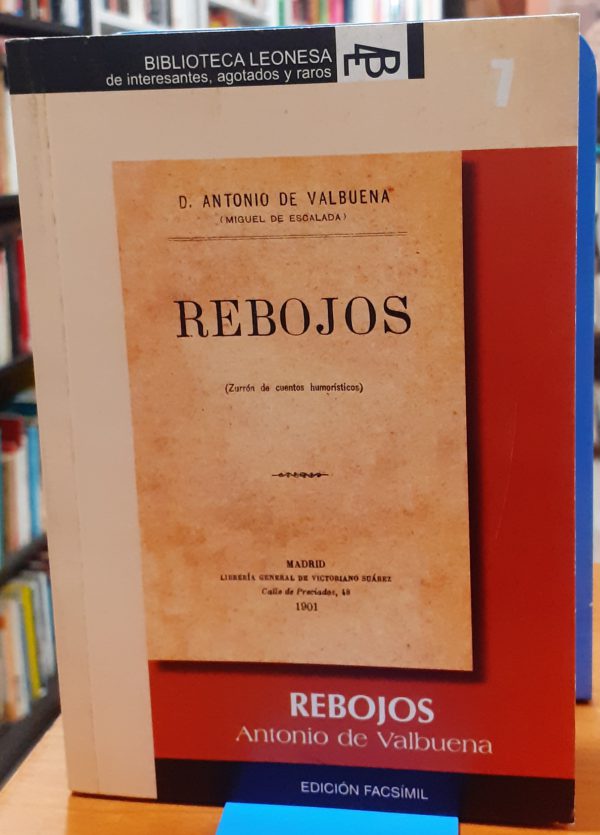 BIBLIOTECA LEONESA
de interesantes, agotados y raros
BLE
7
D. ANTONIO DE VALBUENA
(MIGUEL DE ESCALADA)
REBOJOS
(Zurrón de cuentos humorísticos)
MADRID
LIBRERÍA GENERAL DE VICTORIANO SUÁREZ
Calle de Preciados, 48
1901
REBOJOS
Antonio de Valbuena
EDICIÓN FACSÍMIL